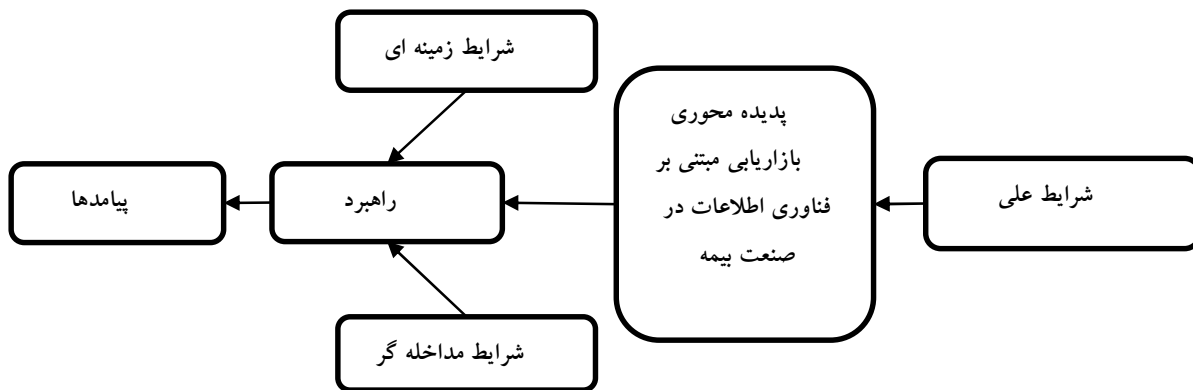 شرایط زمینه ای
پدیده محوری
بازاریابی مبتنی بر
فناوری اطلاعات در
صنعت بیمه
شرایط علی
راهبرد
پیامدها
شرایط مداخله گر